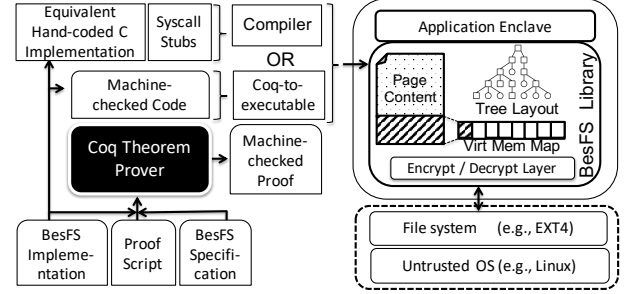 Equivalent
Hand-coded C
Implementation
Syscall
Stubs
Compiler
OR
Machine-
checked Code
Coq-to-
executable
Coq Theorem
Prover
Machine-
checked
Proof
BesFS
Impleme-
ntation
Proof
Script
BesFS
Specifi-
cation
Application Enclave
Page
Content
Tree Layout
Virt Mem Map
Encrypt / Decrypt Layer
BesFS Library
File system (e.g., EXT4)
Untrusted OS (e.g., Linux)